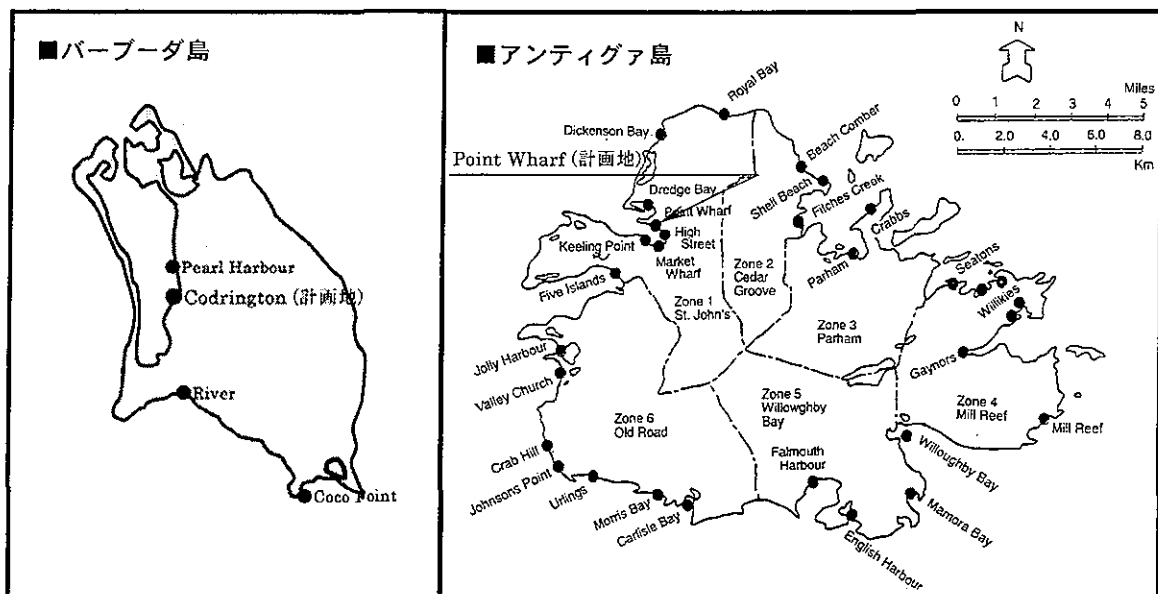 ■バーブーダ島
Pearl Harbour
Codrington (計画地)
River
Coco Point
■アンティグァ島
N
Miles
0 1 2 3 4 5
0. 2.0 4.0 6.0 8.0
Km
Royal Bay
Dickenson Bay
Beach Comber
Point Wharf (計画地)
Shell Beach
Dredge Bay
Filches Creek
Point Wharf
Crabbs
High
Street
Keeling Point
Market
Wharf
Parham
Zone 2
Cedar
Groove
Seatons
Five Islands
Willikies
Zone 1
St. John's
Zone 3
Parham
Jolly Harbour
Gaynors
Valley Church
Zone 5
Willowghby
Bay
Zone 4
Mill Reef
Zone 6
Old Road
Mill Reef
Crab Hill
Willoughby Bay
Falmouth
Harbour
Johnsons Point
Urlings
Morris Bay
Carlisle Bay
Mamora Bay
English Harbour